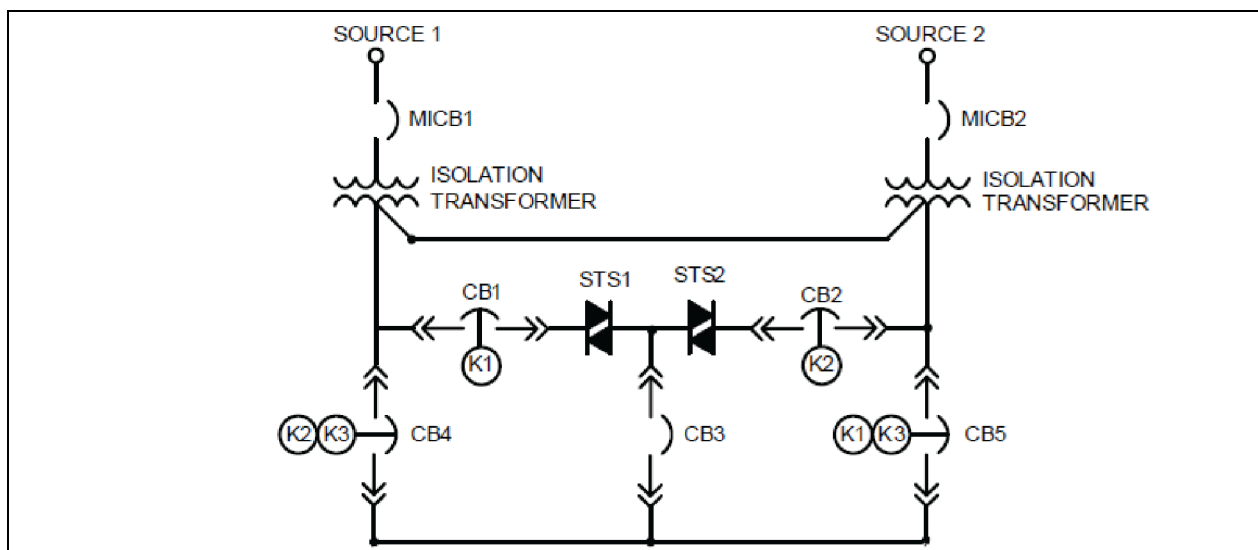 SOURCE 1
SOURCE 2
MICB1
MICB2
ISOLATION
TRANSFORMER
ISOLATION
TRANSFORMER
STS1
STS2
CB1
CB2
K1
K2
K2 K3
CB4
CB3
K1 K3
CB5